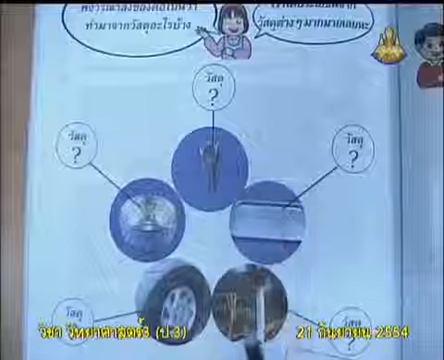 ทำมาจากวัสดุอะไรบ้าง
วัสดุต่าง ๆ มากมายเลยนะ
วัสดุ
?
วัสดุ
?
วัสดุ
?
วัสดุ
วัสดุ
วิชา วิทยาศาสตร์3 (ป.3)
21 กันยายน 2554